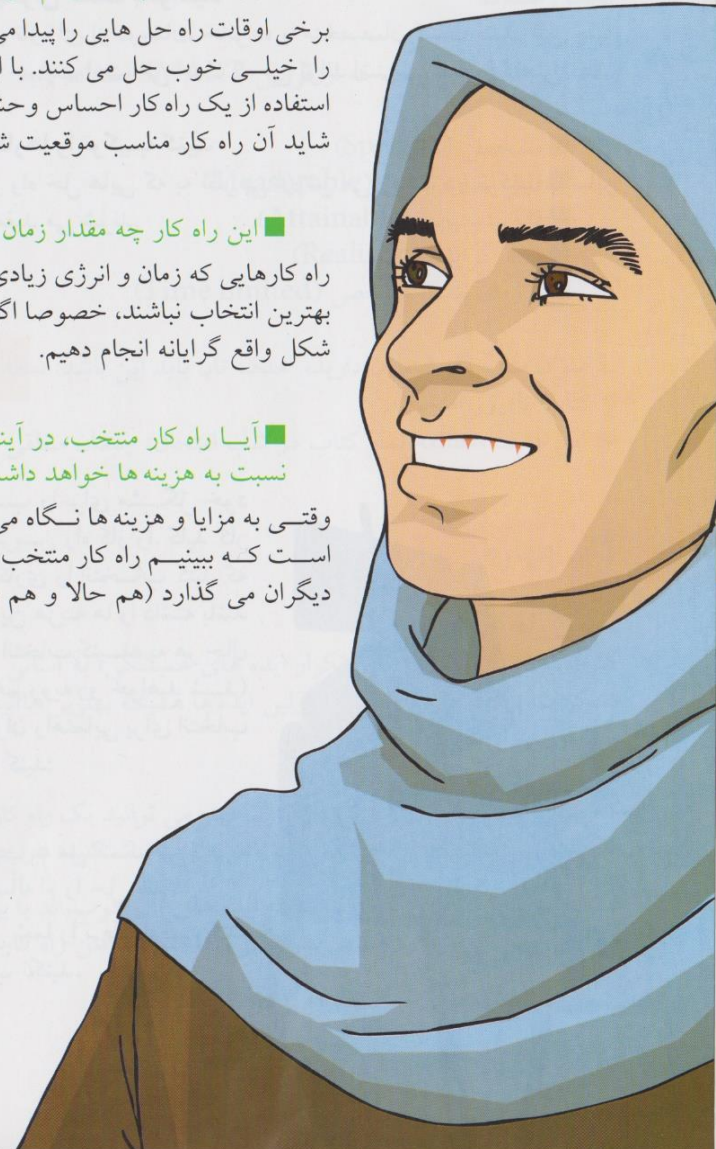 برخی اوقات راه حل هایی را پیدا می
را خیلی خوب حل می کنند. با ا
استفاده از یک راه کار احساس وحش
شاید آن راه کار مناسب موقعیت ش
■ این راه کار چه مقدار زمان
راه کارهایی که زمان و انرژی زیادی
بهترین انتخاب نباشند، خصوصا اگ
شکل واقع گرایانه انجام دهیم.
■ آیا راه کار منتخب، در آینـ
نسبت به هزینه ها خواهد داشـ
وقتی به مزایا و هزینه ها نگاه می
است که ببینیم راه کار منتخب
دیگران می گذارد (هم حالا و هم